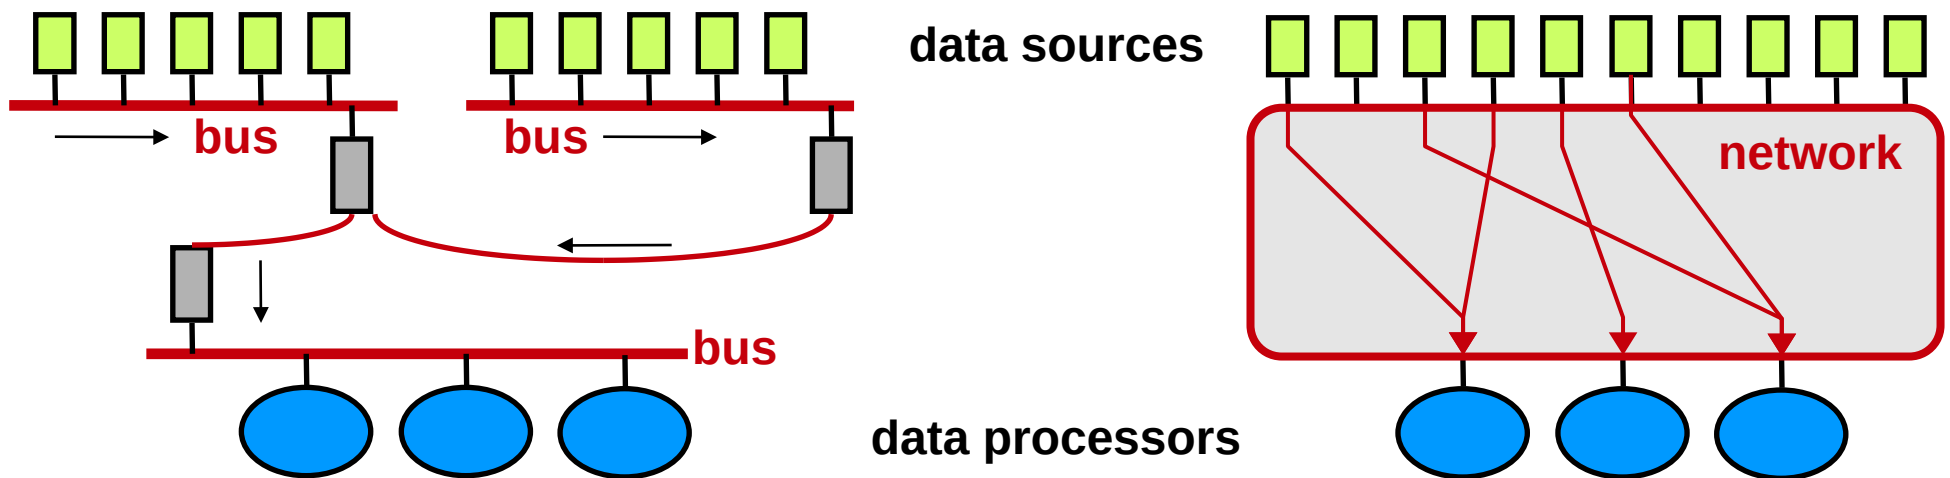 data sources
bus
bus
network
bus
data processors